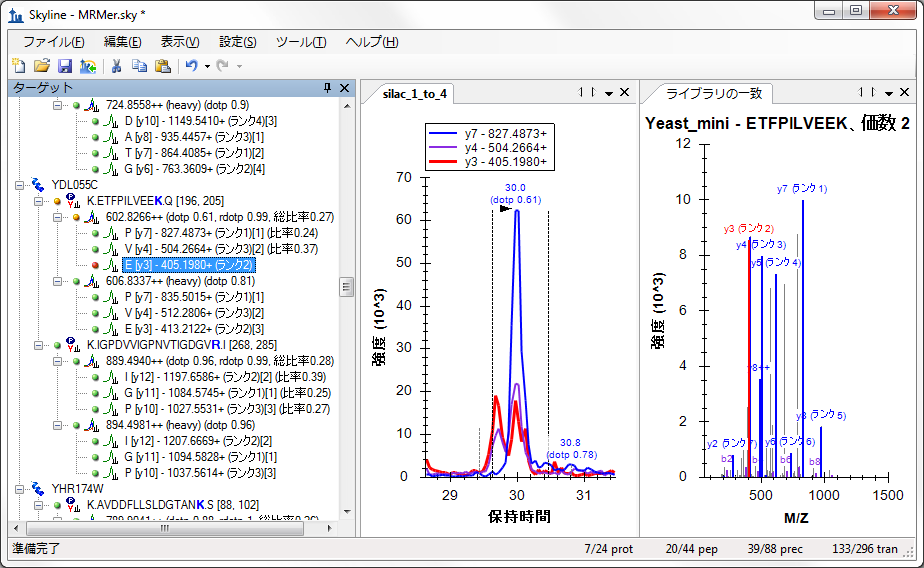 Skyline - MRMer.sky *
ファイル(F) 編集(E) 表示(V) 設定(S) ツール(T) ヘルプ(H)
ターゲット
724.8558++ (heavy) (dotp 0.9)
D [y10] - 1149.5410+ (ランク4)[3]
A [y8] - 935.4457+ (ランク3)[1]
T [y7] - 864.4085+ (ランク1)[2]
G [y6] - 763.3609+ (ランク2)[4]
YDL055C
K.ETFPILVEEK.Q [196, 205]
602.8266++ (dotp 0.61, rdotp 0.99, 総比率0.27)
P [y7] - 827.4873+ (ランク1)[1] (比率0.24)
V [y4] - 504.2664+ (ランク3)[2] (比率0.37)
E [y3] - 405.1980+ (ランク2)
606.8337++ (heavy) (dotp 0.81)
P [y7] - 835.5015+ (ランク1)[1]
V [y4] - 512.2806+ (ランク3)[2]
E [y3] - 413.2122+ (ランク2)[3]
K.IGPDVVIGPNVTIGDGVR.I [268, 285]
889.4940++ (dotp 0.96, rdotp 0.99, 総比率0.28)
I [y12] - 1197.6586+ (ランク2)[2] (比率0.39)
G [y11] - 1084.5745+ (ランク1)[1] (比率0.25)
P [y10] - 1027.5531+ (ランク3)[3] (比率0.27)
894.4981++ (heavy) (dotp 0.96)
I [y12] - 1207.6669+ (ランク2)[2]
G [y11] - 1094.5828+ (ランク1)[1]
P [y10] - 1037.5614+ (ランク3)[3]
YHR174W
K.AVDDFLLSLDGTANK.S [88, 102]
789.9041++ (dotp 0.88, rdotp 1, 総比率0.26)
silac_1_to_4
y7 - 827.4873+
y4 - 504.2664+
y3 - 405.1980+
30.0
(dotp 0.61)
30.8
(dotp 0.78)
強度 (10^3)
70
60
50
40
30
20
10
0
29 30 31
保持時間
ライブラリの一致
Yeast_mini - ETFPILVEEK、価数 2
強度 (10^3)
12
10
8
6
4
2
0
y7 (ランク 1)
y3 (ランク 2)
y4 (ランク 3)
y5 (ランク 4)
y8++
y8 (ランク 5)
y2 (ランク 7)
y6 (ランク 6)
b2
b6
b8
500 1000 1500
M/Z
準備完了
7/24 prot 20/44 pep 39/88 prec 133/296 tran